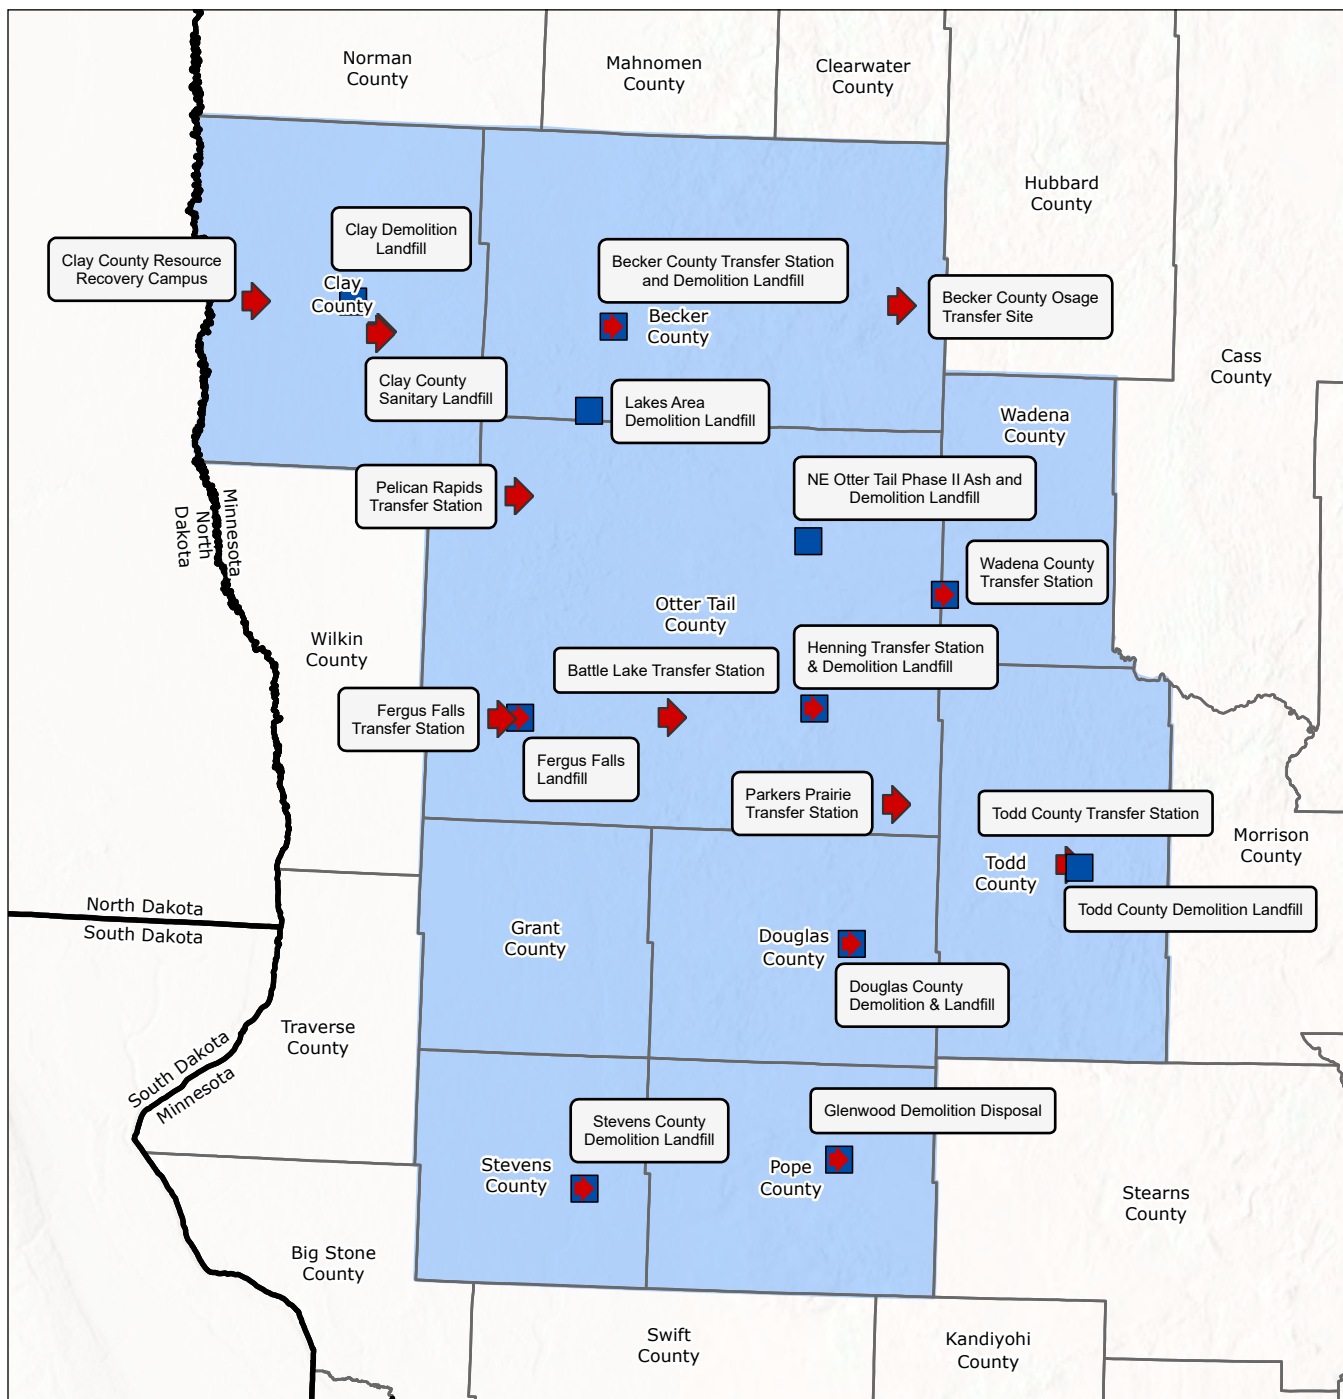 Norman
County
Mahnomen
County
Clearwater
County
Hubbard
County
Clay Demolition
Landfill
Clay County Resource
Recovery Campus
Clay
County
Becker County Transfer Station
and Demolition Landfill
Becker
County
Becker County Osage
Transfer Site
Cass
County
Clay County
Sanitary Landfill
Lakes Area
Demolition Landfill
Wadena
County
Pelican Rapids
Transfer Station
NE Otter Tail Phase II Ash and
Demolition Landfill
Minnesota
North
Dakota
Wadena County
Transfer Station
Otter Tail
County
Wilkin
County
Henning Transfer Station
& Demolition Landfill
Battle Lake Transfer Station
Fergus Falls
Transfer Station
Fergus Falls
Landfill
Parkers Prairie
Transfer Station
Todd County Transfer Station
Morrison
County
Todd
County
Todd County Demolition Landfill
North Dakota
South Dakota
Grant
County
Douglas
County
Douglas County
Demolition & Landfill
Traverse
County
South Dakota
Minnesota
Stevens County
Demolition Landfill
Glenwood Demolition Disposal
Stevens
County
Pope
County
Stearns
County
Big Stone
County
Swift
County
Kandiyohi
County